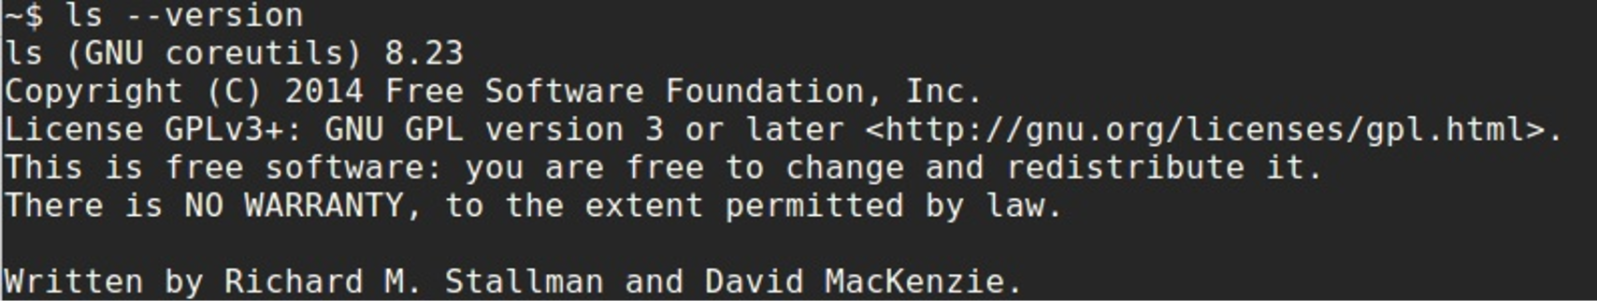 ~$ ls --version
ls (GNU coreutils) 8.23
Copyright (C) 2014 Free Software Foundation, Inc.
License GPLv3+: GNU GPL version 3 or later <http://gnu.org/licenses/gpl.html>.
This is free software: you are free to change and redistribute it.
There is NO WARRANTY, to the extent permitted by law.

Written by Richard M. Stallman and David MacKenzie.